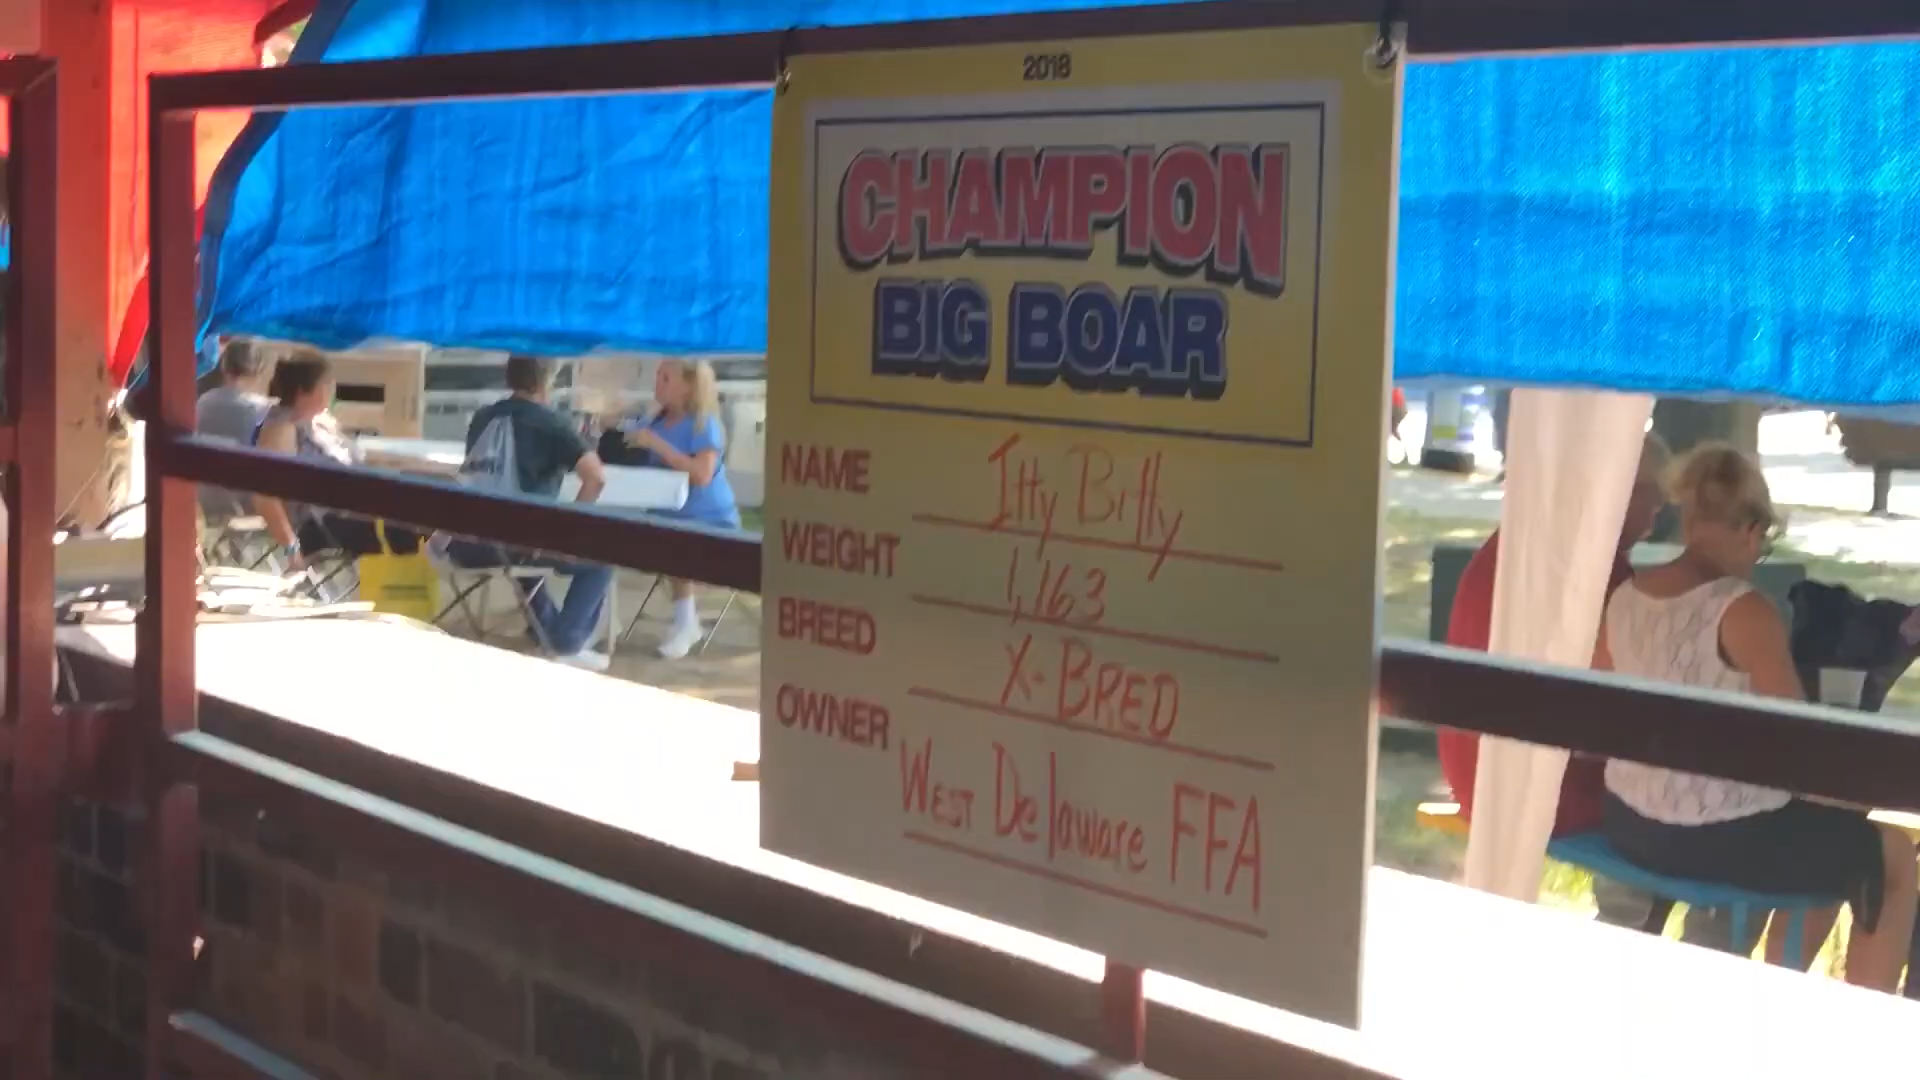 2018
CHAMPION
BIG BOAR
NAME Itty Bitty
WEIGHT 1,163
BREED X-BRED
OWNER West Delaware FFA